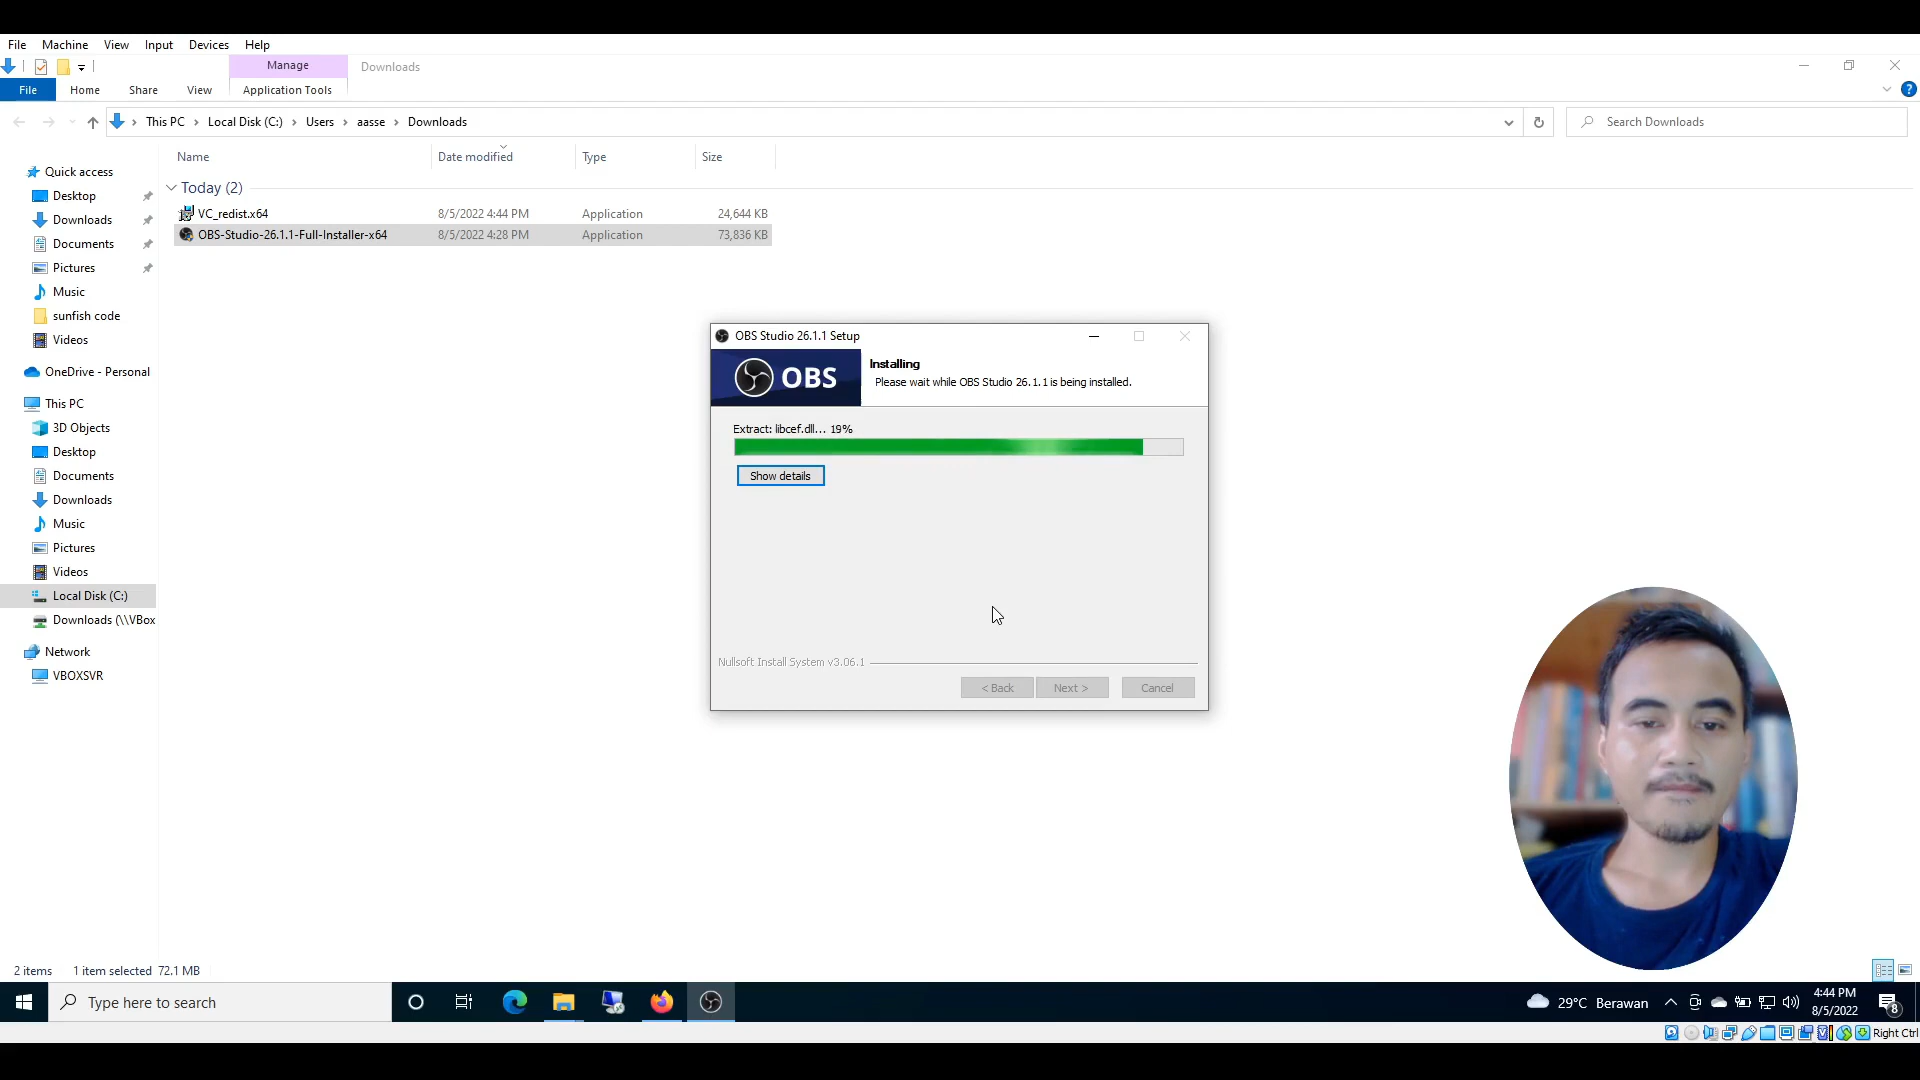 File Machine View Input Devices Help
Manage Downloads
File Home Share View Application Tools
This PC > Local Disk (C:) > Users > aasse > Downloads
Search Downloads
Name Date modified Type Size
Today (2)
VC_redist.x64 8/5/2022 4:44 PM Application 24,644 KB
OBS-Studio-26.1.1-Full-Installer-x64 8/5/2022 4:28 PM Application 73,836 KB
Quick access
Desktop
Downloads
Documents
Pictures
Music
sunfish code
Videos
OneDrive - Personal
This PC
3D Objects
Desktop
Documents
Downloads
Music
Pictures
Videos
Local Disk (C:)
Downloads (\\VBox
Network
VBOXSVR
OBS Studio 26.1.1 Setup
OBS
Installing
Please wait while OBS Studio 26.1.1 is being installed.
Extract: libcef.dll... 19%
Show details
Nullsoft Install System v3.06.1
< Back Next > Cancel
2 items 1 item selected 72.1 MB
Type here to search
29°C Berawan
4:44 PM
8/5/2022
8
Right Ctrl